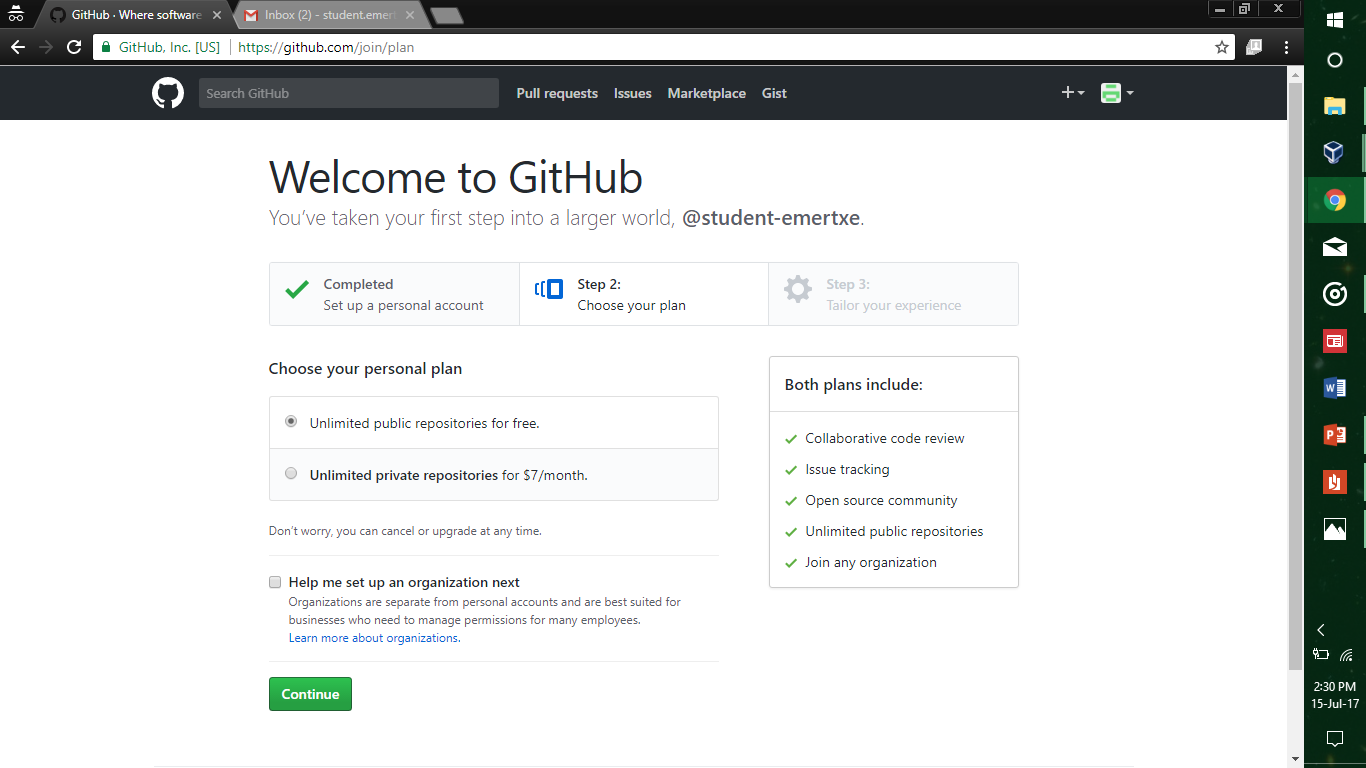 GitHub · Where software
Inbox (2) - student.emert
GitHub, Inc. [US]
https://github.com/join/plan
Search GitHub
Pull requests
Issues
Marketplace
Gist
Welcome to GitHub
You’ve taken your first step into a larger world, @student-emertxe.
Completed
Set up a personal account
Step 2:
Choose your plan
Step 3:
Tailor your experience
Choose your personal plan
Unlimited public repositories for free.
Unlimited private repositories for $7/month.
Don’t worry, you can cancel or upgrade at any time.
Help me set up an organization next
Organizations are separate from personal accounts and are best suited for
businesses who need to manage permissions for many employees.
Learn more about organizations.
Continue
Both plans include:
Collaborative code review
Issue tracking
Open source community
Unlimited public repositories
Join any organization
2:30 PM
15-Jul-17